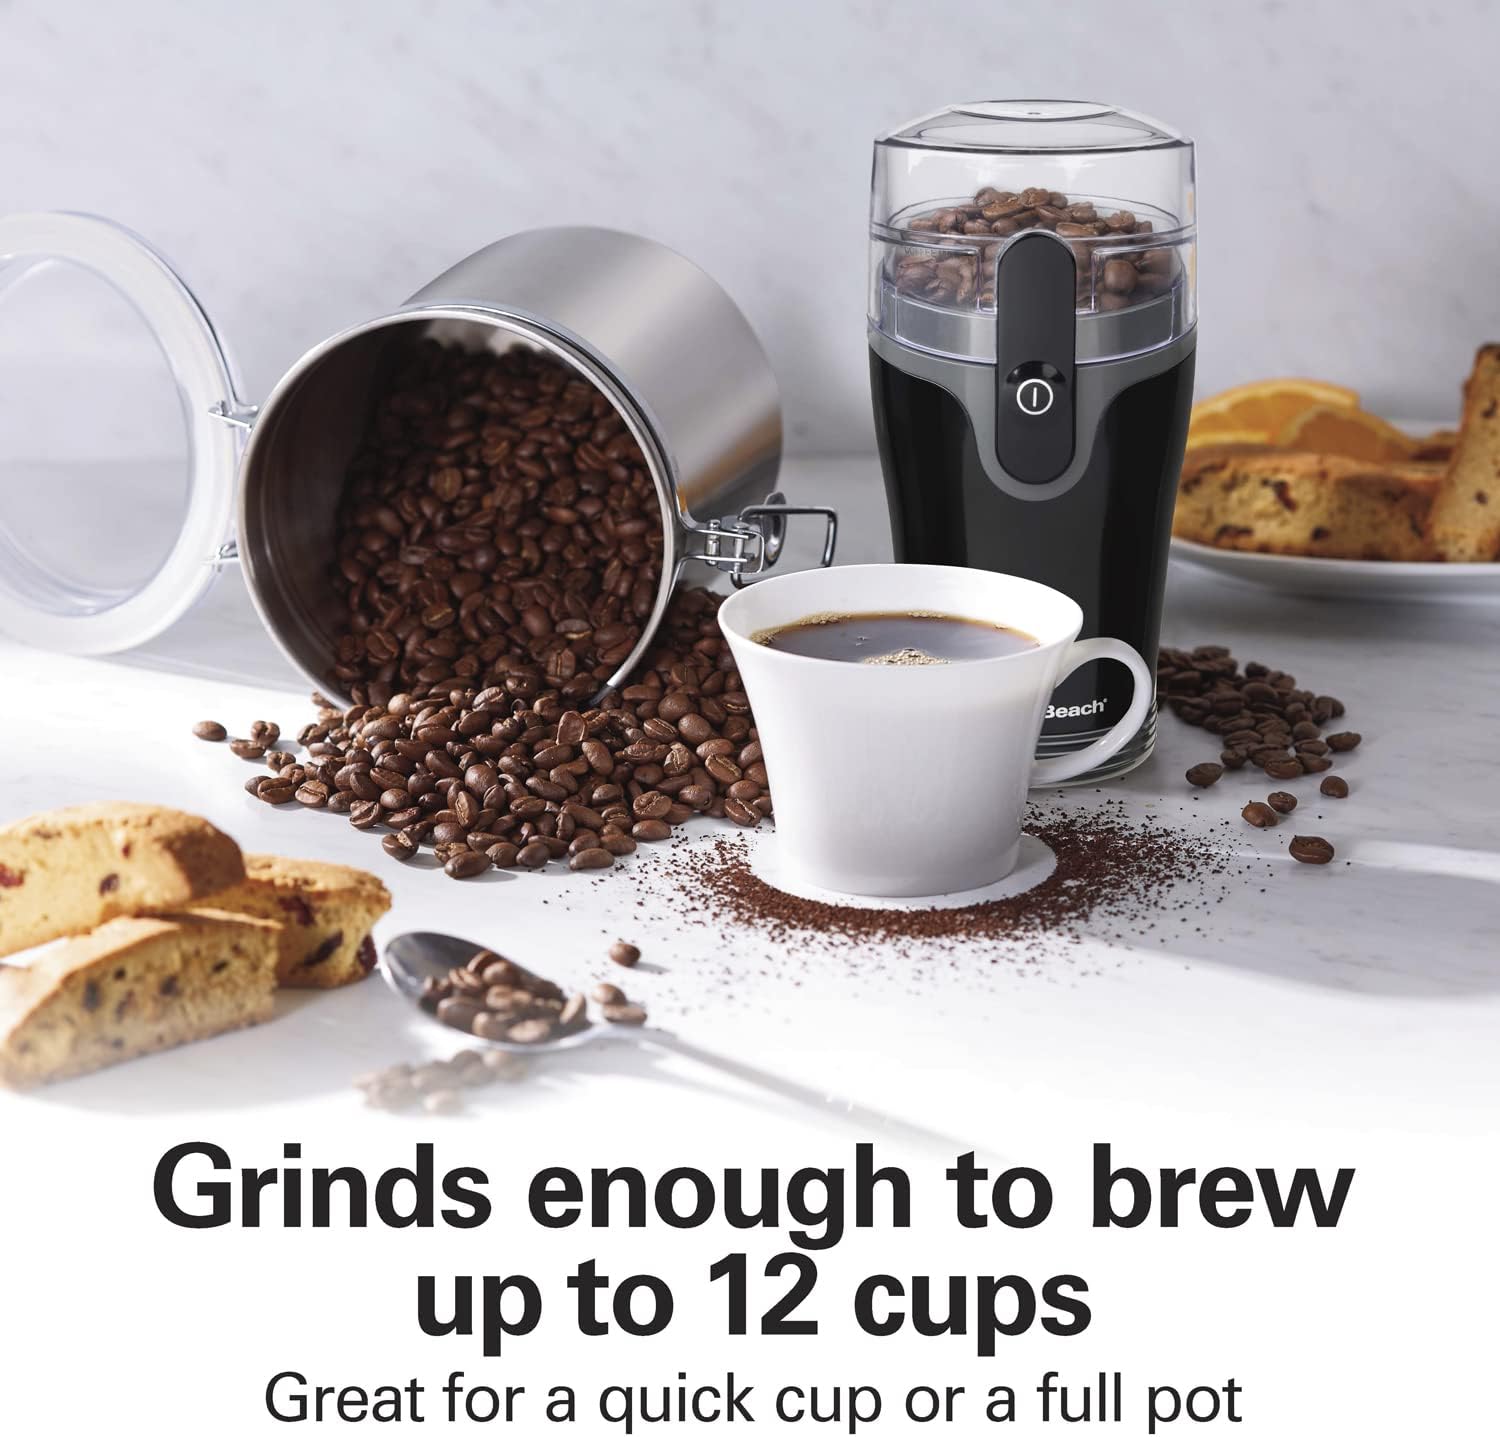 Beach®
Grinds enough to brew
up to 12 cups
Great for a quick cup or a full pot